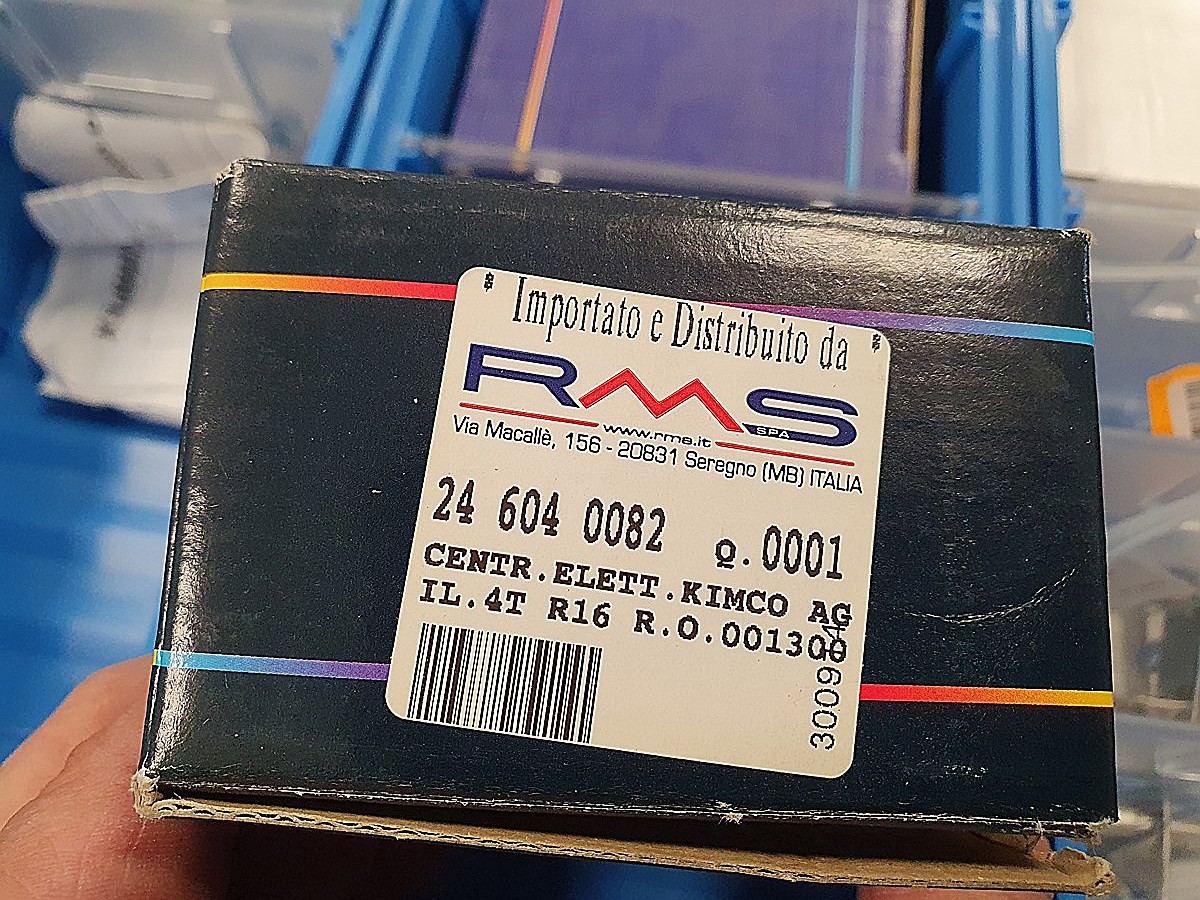 Importato e Distribuito da
RMS
SPA
www.rms.it
Via Macallè, 156 - 20831 Seregno (MB) ITALIA
24 604 0082 Q.0001
CENTR.ELETT.KIMCO AG
IL.4T R16 R.O.001300